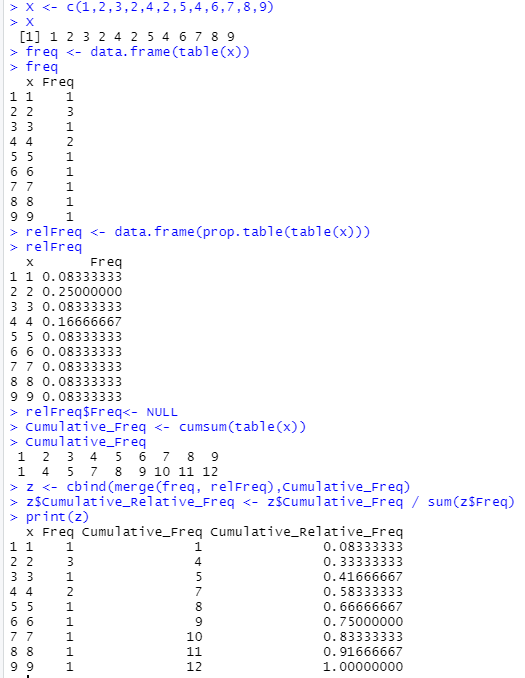 > X <- c(1,2,3,2,4,2,5,4,6,7,8,9)
> X
[1] 1 2 3 2 4 2 5 4 6 7 8 9
> freq <- data.frame(table(x))
> freq
  x Freq
1 1    1
2 2    3
3 3    1
4 4    2
5 5    1
6 6    1
7 7    1
8 8    1
9 9    1
> relFreq <- data.frame(prop.table(table(x)))
> relFreq
  x       Freq
1 1 0.08333333
2 2 0.25000000
3 3 0.08333333
4 4 0.16666667
5 5 0.08333333
6 6 0.08333333
7 7 0.08333333
8 8 0.08333333
9 9 0.08333333
> relFreq$Freq<- NULL
> Cumulative_Freq <- cumsum(table(x))
> Cumulative_Freq
 1  2  3  4  5  6  7  8  9
 1  4  5  7  8  9 10 11 12
> z <- cbind(merge(freq, relFreq),Cumulative_Freq)
> z$Cumulative_Relative_Freq <- z$Cumulative_Freq / sum(z$Freq)
> print(z)
  x Freq Cumulative_Freq Cumulative_Relative_Freq
1 1    1               1               0.08333333
2 2    3               4               0.33333333
3 3    1               5               0.41666667
4 4    2               7               0.58333333
5 5    1               8               0.66666667
6 6    1               9               0.75000000
7 7    1              10               0.83333333
8 8    1              11               0.91666667
9 9    1              12               1.00000000